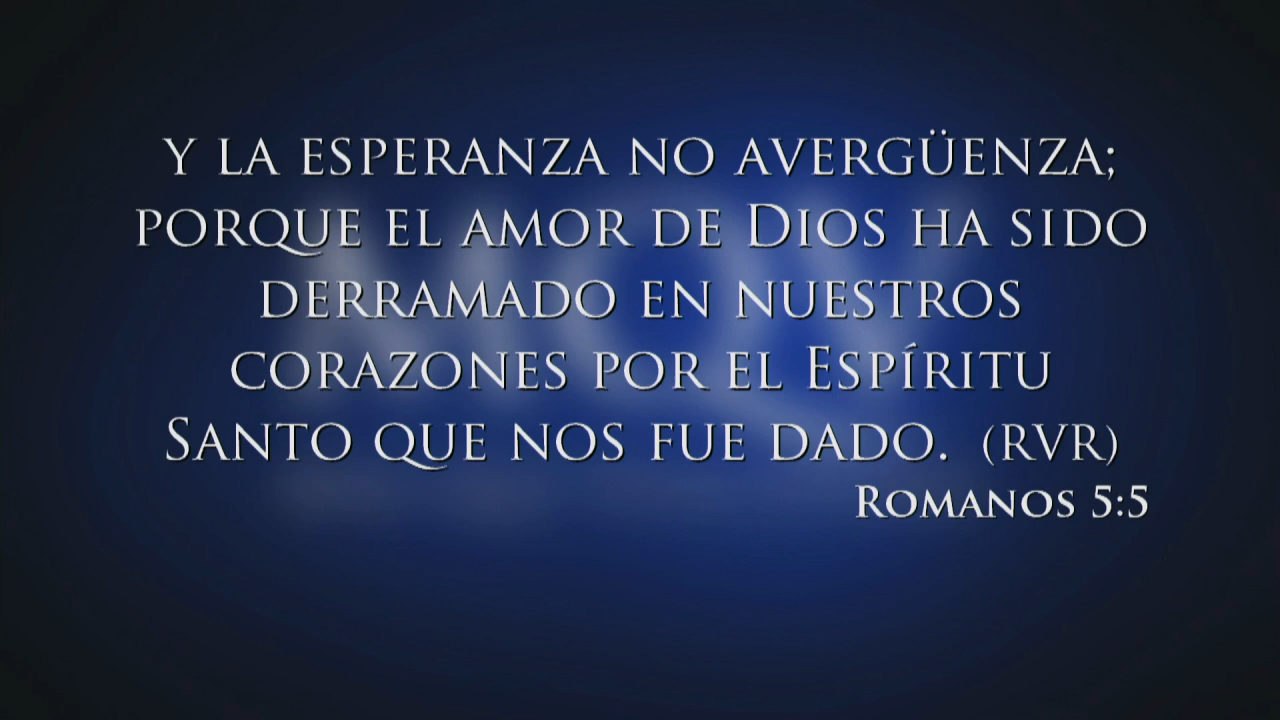 Y LA ESPERANZA NO AVERGÜENZA;
PORQUE EL AMOR DE DIOS HA SIDO
DERRAMADO EN NUESTROS
CORAZONES POR EL ESPÍRITU
SANTO QUE NOS FUE DADO. (RVR)
ROMANOS 5:5